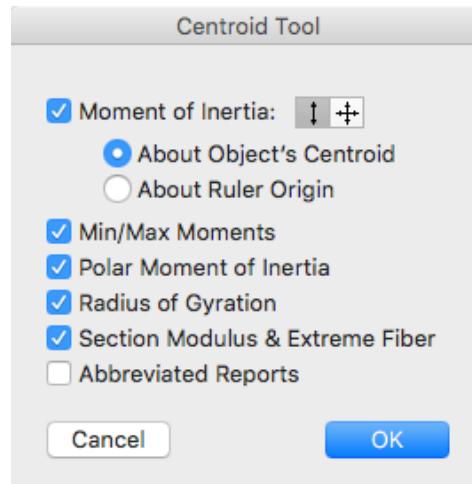 Centroid Tool
Moment of Inertia:
About Object's Centroid
About Ruler Origin
Min/Max Moments
Polar Moment of Inertia
Radius of Gyration
Section Modulus & Extreme Fiber
Abbreviated Reports
Cancel OK